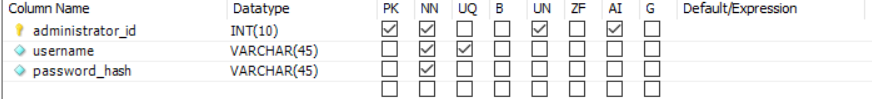 Column Name Datatype PK NN UQ B UN ZF AI G Default/Expression
administrator_id INT(10)
username VARCHAR(45)
password_hash VARCHAR(45)